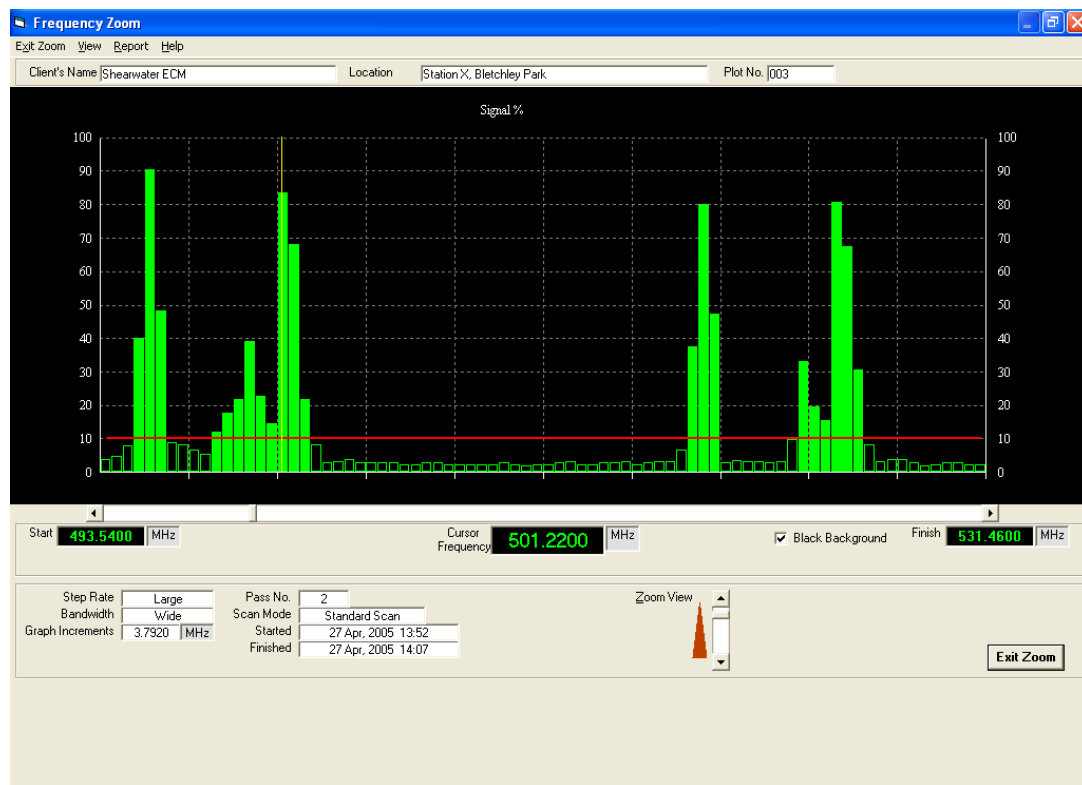 Frequency Zoom
Exit Zoom View Report Help
Client's Name Shearwater ECM Location Station X, Bletchley Park Plot No. 003
Signal %
100 100
90 90
80 80
70 70
60 60
50 50
40 40
30 30
20 20
10 10
0 0
Start 493.5400 MHz Cursor Frequency 501.2200 MHz Black Background Finish 531.4600 MHz
Step Rate Large Pass No. 2 Zoom View
Bandwidth Wide Scan Mode Standard Scan
Graph Increments 3.7920 MHz Started 27 Apr, 2005 13:52
Finished 27 Apr, 2005 14:07
Exit Zoom